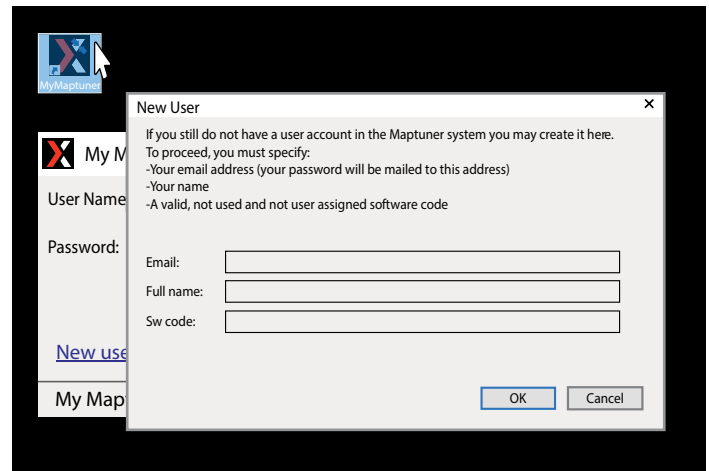 MyMaptuner
New User
If you still do not have a user account in the Maptuner system you may create it here.
To proceed, you must specify:
-Your email address (your password will be mailed to this address)
-Your name
-A valid, not used and not user assigned software code
My M
User Name
Password:
Email:
Full name:
Sw code:
New use
My Map
OK
Cancel